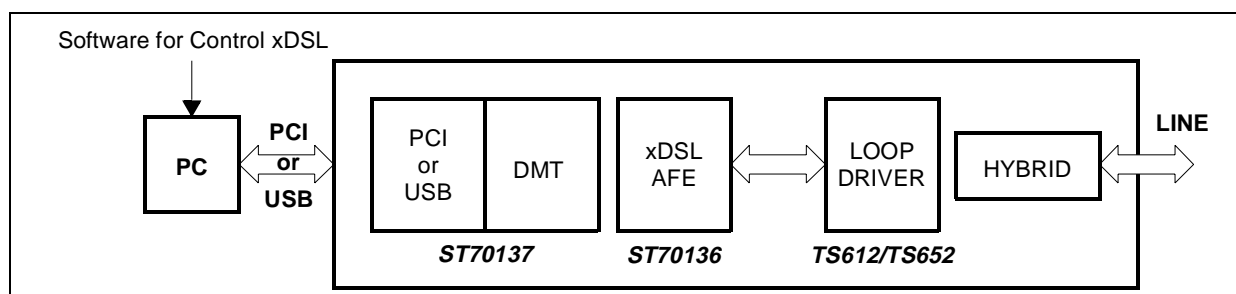 Software for Control xDSL
PC
PCI
or
USB
PCI
or
USB
DMT
ST70137
xDSL
AFE
ST70136
LOOP
DRIVER
TS612/TS652
HYBRID
LINE